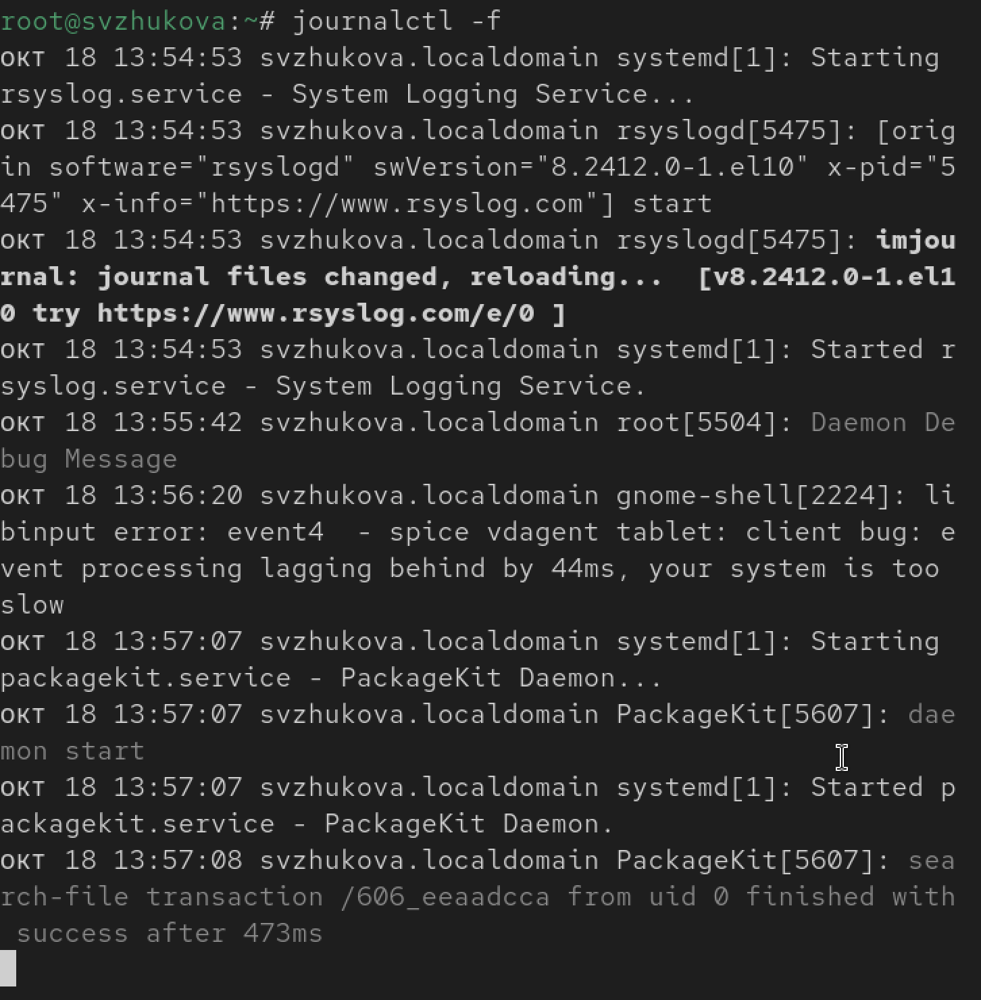 root@svzhukova:~# journalctl -f
окт 18 13:54:53 svzhukova.localdomain systemd[1]: Starting
rsyslog.service - System Logging Service...
окт 18 13:54:53 svzhukova.localdomain rsyslogd[5475]: [orig
in software="rsyslogd" swVersion="8.2412.0-1.el10" x-pid="5
475" x-info="https://www.rsyslog.com"] start
окт 18 13:54:53 svzhukova.localdomain rsyslogd[5475]: imjou
rnal: journal files changed, reloading...  [v8.2412.0-1.el1
0 try https://www.rsyslog.com/e/0 ]
окт 18 13:54:53 svzhukova.localdomain systemd[1]: Started r
syslog.service - System Logging Service.
окт 18 13:55:42 svzhukova.localdomain root[5504]: Daemon De
bug Message
окт 18 13:56:20 svzhukova.localdomain gnome-shell[2224]: li
binput error: event4  - spice vdagent tablet: client bug: e
vent processing lagging behind by 44ms, your system is too
slow
окт 18 13:57:07 svzhukova.localdomain systemd[1]: Starting
packagekit.service - PackageKit Daemon...
окт 18 13:57:07 svzhukova.localdomain PackageKit[5607]: dae
mon start
окт 18 13:57:07 svzhukova.localdomain systemd[1]: Started p
ackagekit.service - PackageKit Daemon.
окт 18 13:57:08 svzhukova.localdomain PackageKit[5607]: sea
rch-file transaction /606_eeaadcca from uid 0 finished with
 success after 473ms